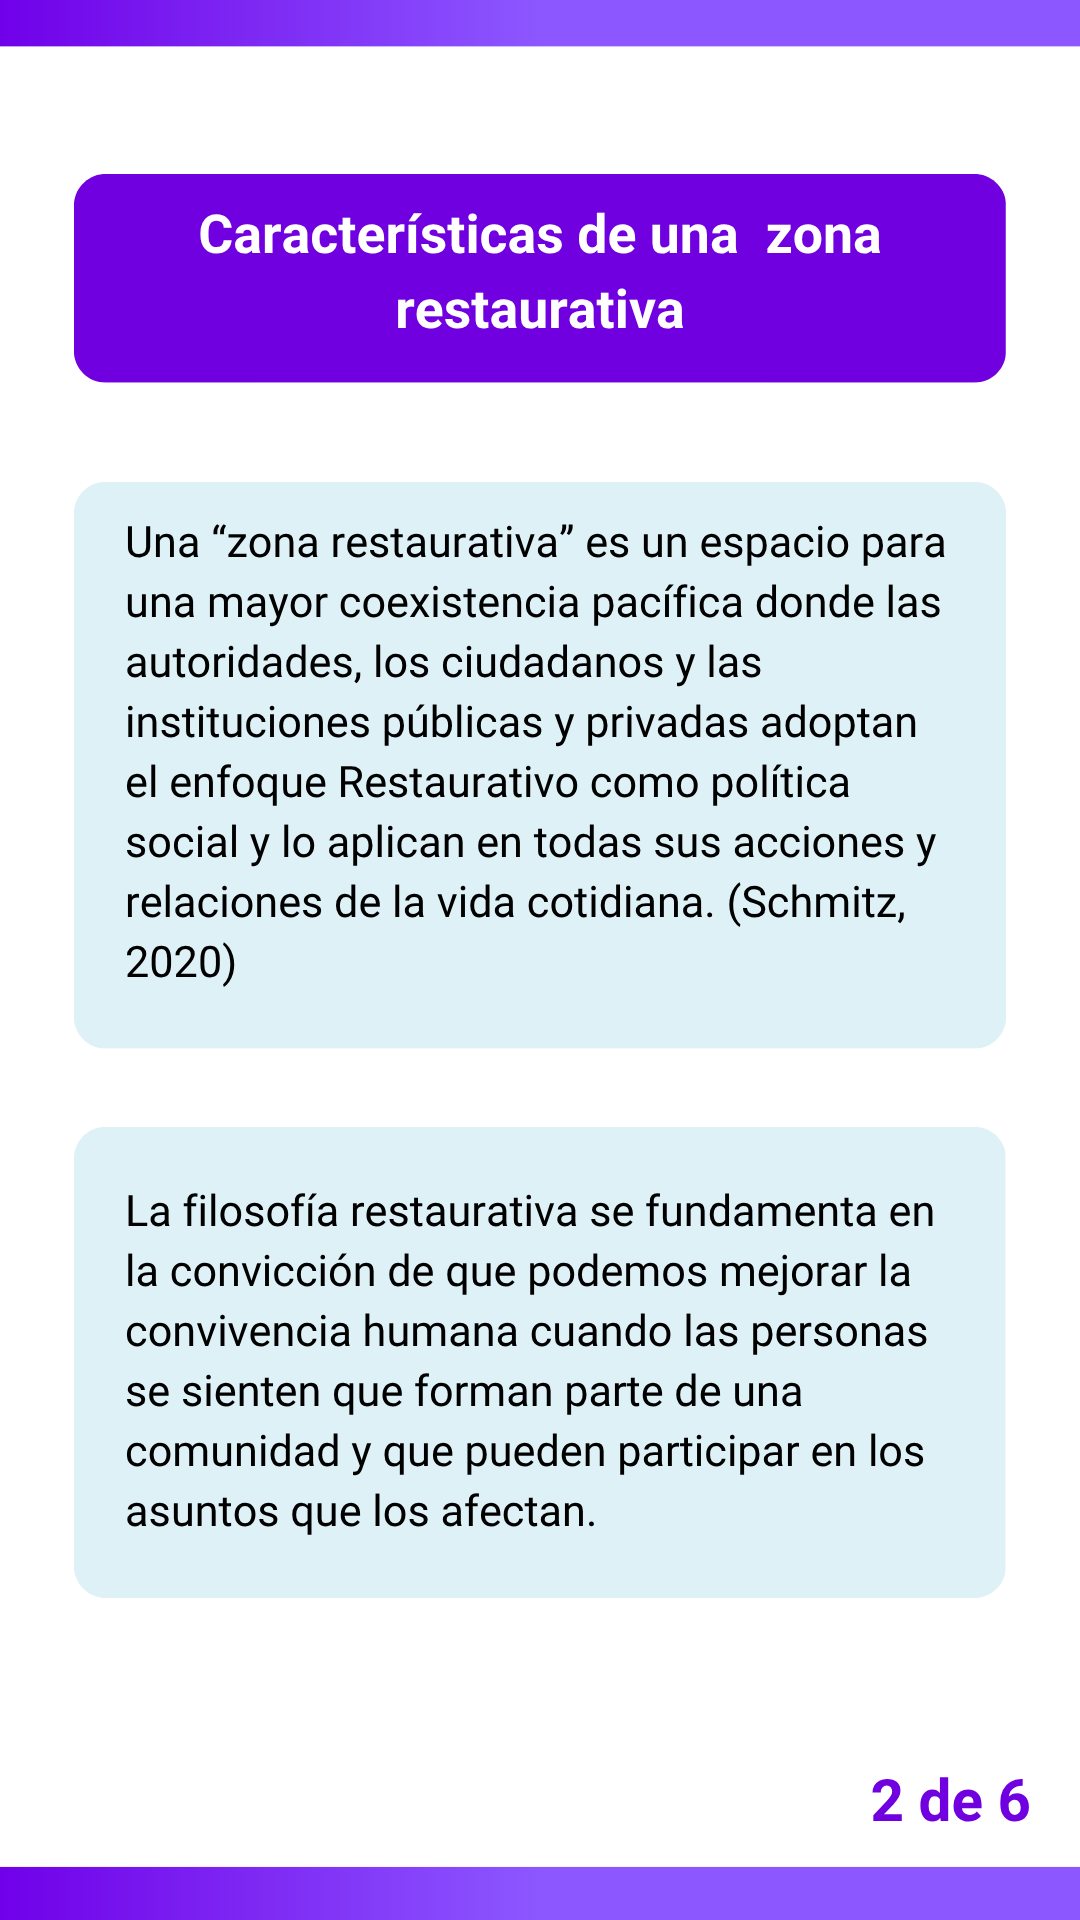 Características de una  zona
restaurativa
Una “zona restaurativa” es un espacio para
una mayor coexistencia pacífica donde las
autoridades, los ciudadanos y las
instituciones públicas y privadas adoptan
el enfoque Restaurativo como política
social y lo aplican en todas sus acciones y
relaciones de la vida cotidiana. (Schmitz,
2020)
La filosofía restaurativa se fundamenta en
la convicción de que podemos mejorar la
convivencia humana cuando las personas
se sienten que forman parte de una
comunidad y que pueden participar en los
asuntos que los afectan.
2 de 6